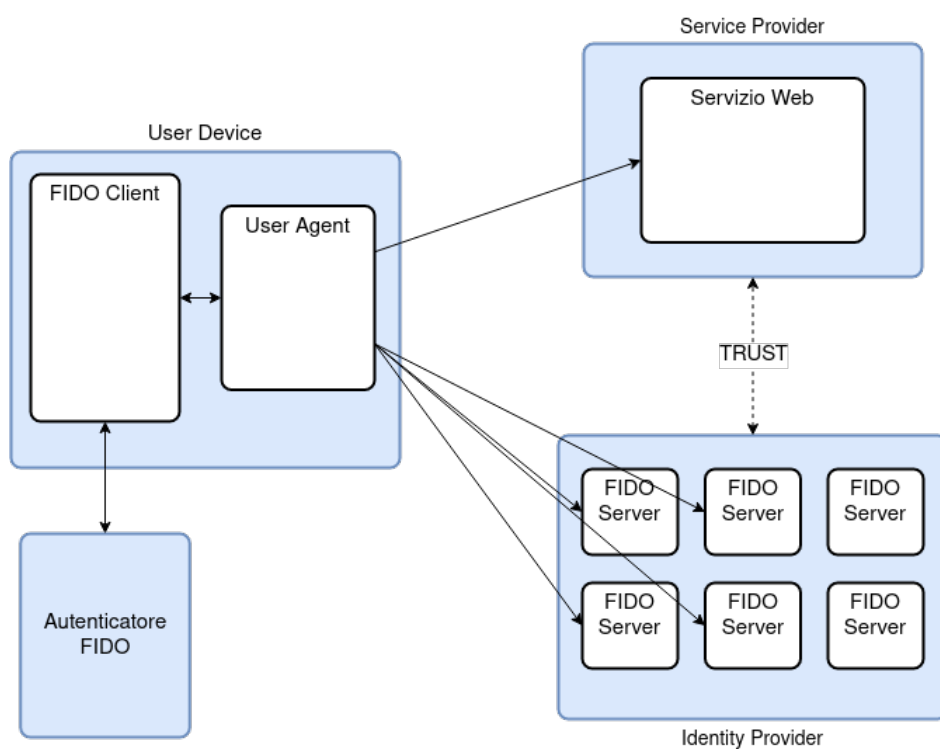 Service Provider
Servizio Web
User Device
FIDO Client
User Agent
TRUST
FIDO
Server
FIDO
Server
FIDO
Server
FIDO
Server
FIDO
Server
FIDO
Server
Autenticatore
FIDO
Identity Provider